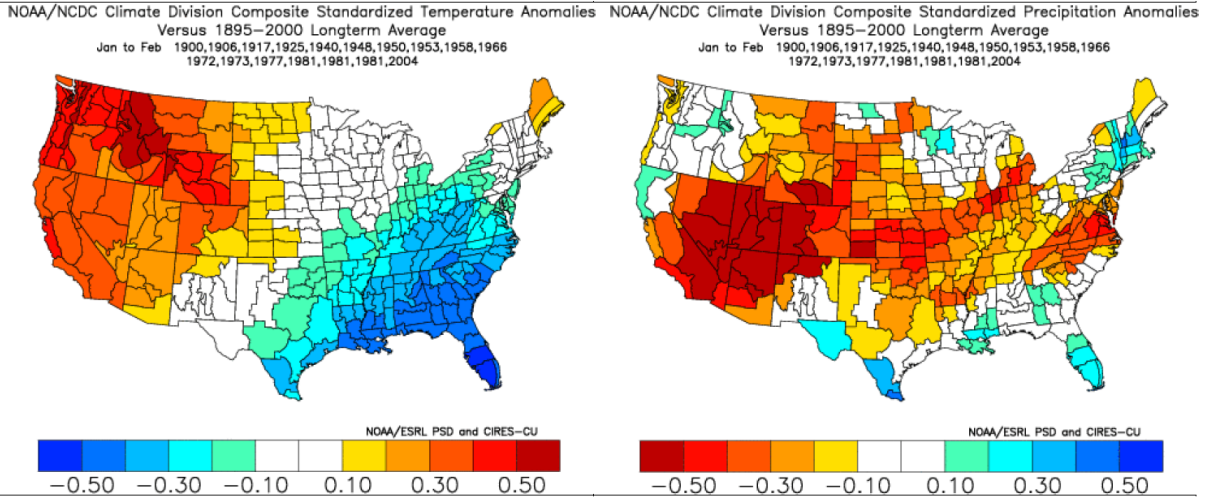 NOAA/NCDC Climate Division Composite Standardized Temperature Anomalies
Versus 1895-2000 Longterm Average
Jan to Feb 1900,1906,1917,1925,1940,1948,1950,1953,1958,1966
1972,1973,1977,1981,1981,1981,2004
NOAA/ESRL PSD and CIRES-CU
-0.50 -0.30 -0.10 0.10 0.30 0.50
NOAA/NCDC Climate Division Composite Standardized Precipitation Anomalies
Versus 1895-2000 Longterm Average
Jan to Feb 1900,1906,1917,1925,1940,1948,1950,1953,1958,1966
1972,1973,1977,1981,1981,1981,2004
NOAA/ESRL PSD and CIRES-CU
-0.50 -0.30 -0.10 0.10 0.30 0.50